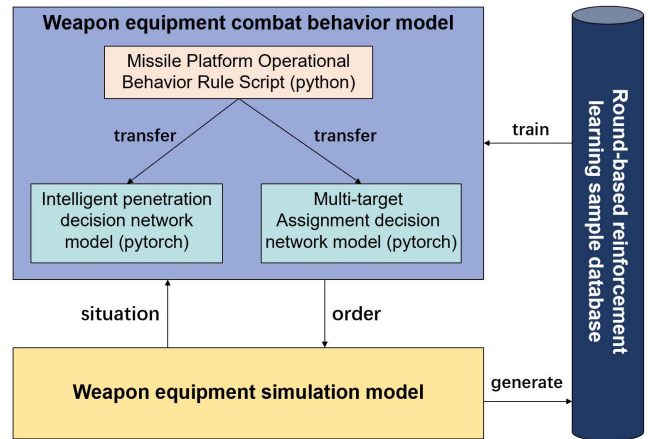 Weapon equipment combat behavior model
Missile Platform Operational
Behavior Rule Script (python)
transfer
transfer
Intelligent penetration
decision network
model (pytorch)
Multi-target
Assignment decision
network model (pytorch)
train
Round-based reinforcement
learning sample database
situation
order
Weapon equipment simulation model
generate